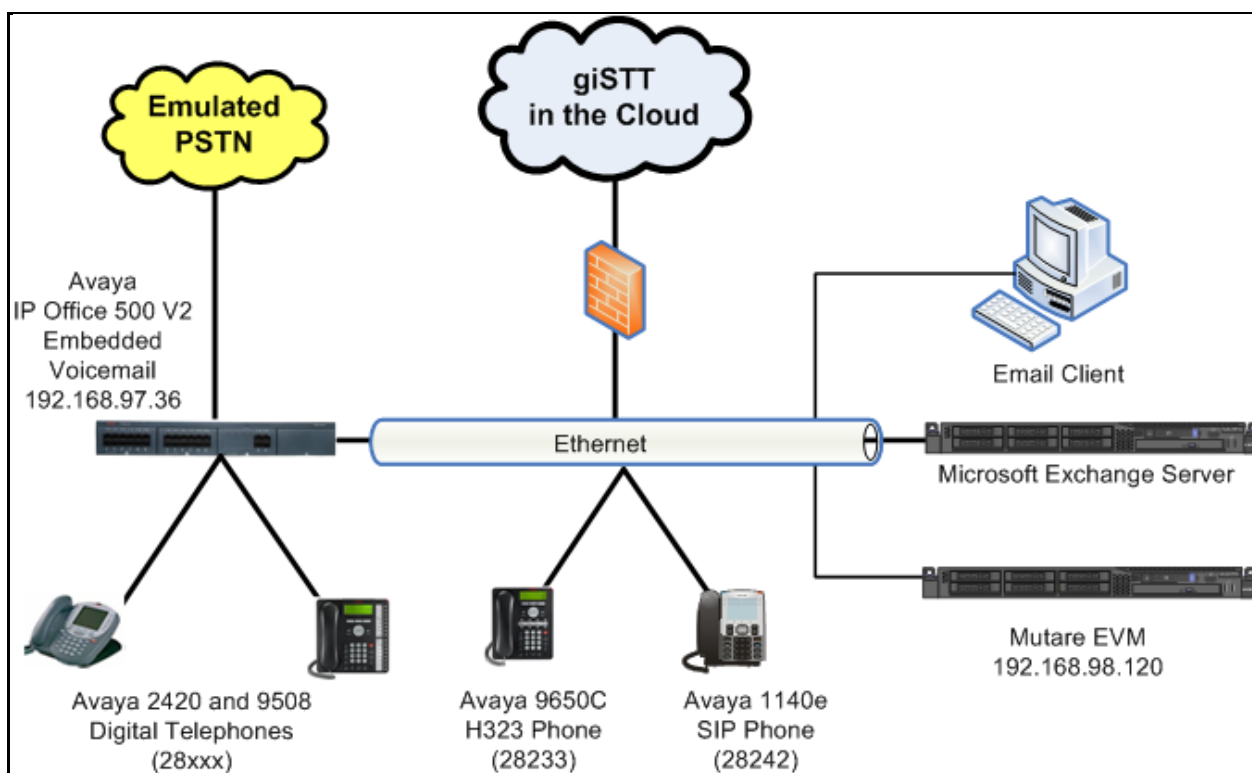 Emulated
PSTN
giSTT
in the Cloud
Avaya
IP Office 500 V2
Embedded
Voicemail
192.168.97.36
Email Client
Ethernet
Microsoft Exchange Server
Mutare EVM
192.168.98.120
Avaya 2420 and 9508
Digital Telephones
(28xxx)
Avaya 9650C
H323 Phone
(28233)
Avaya 1140e
SIP Phone
(28242)